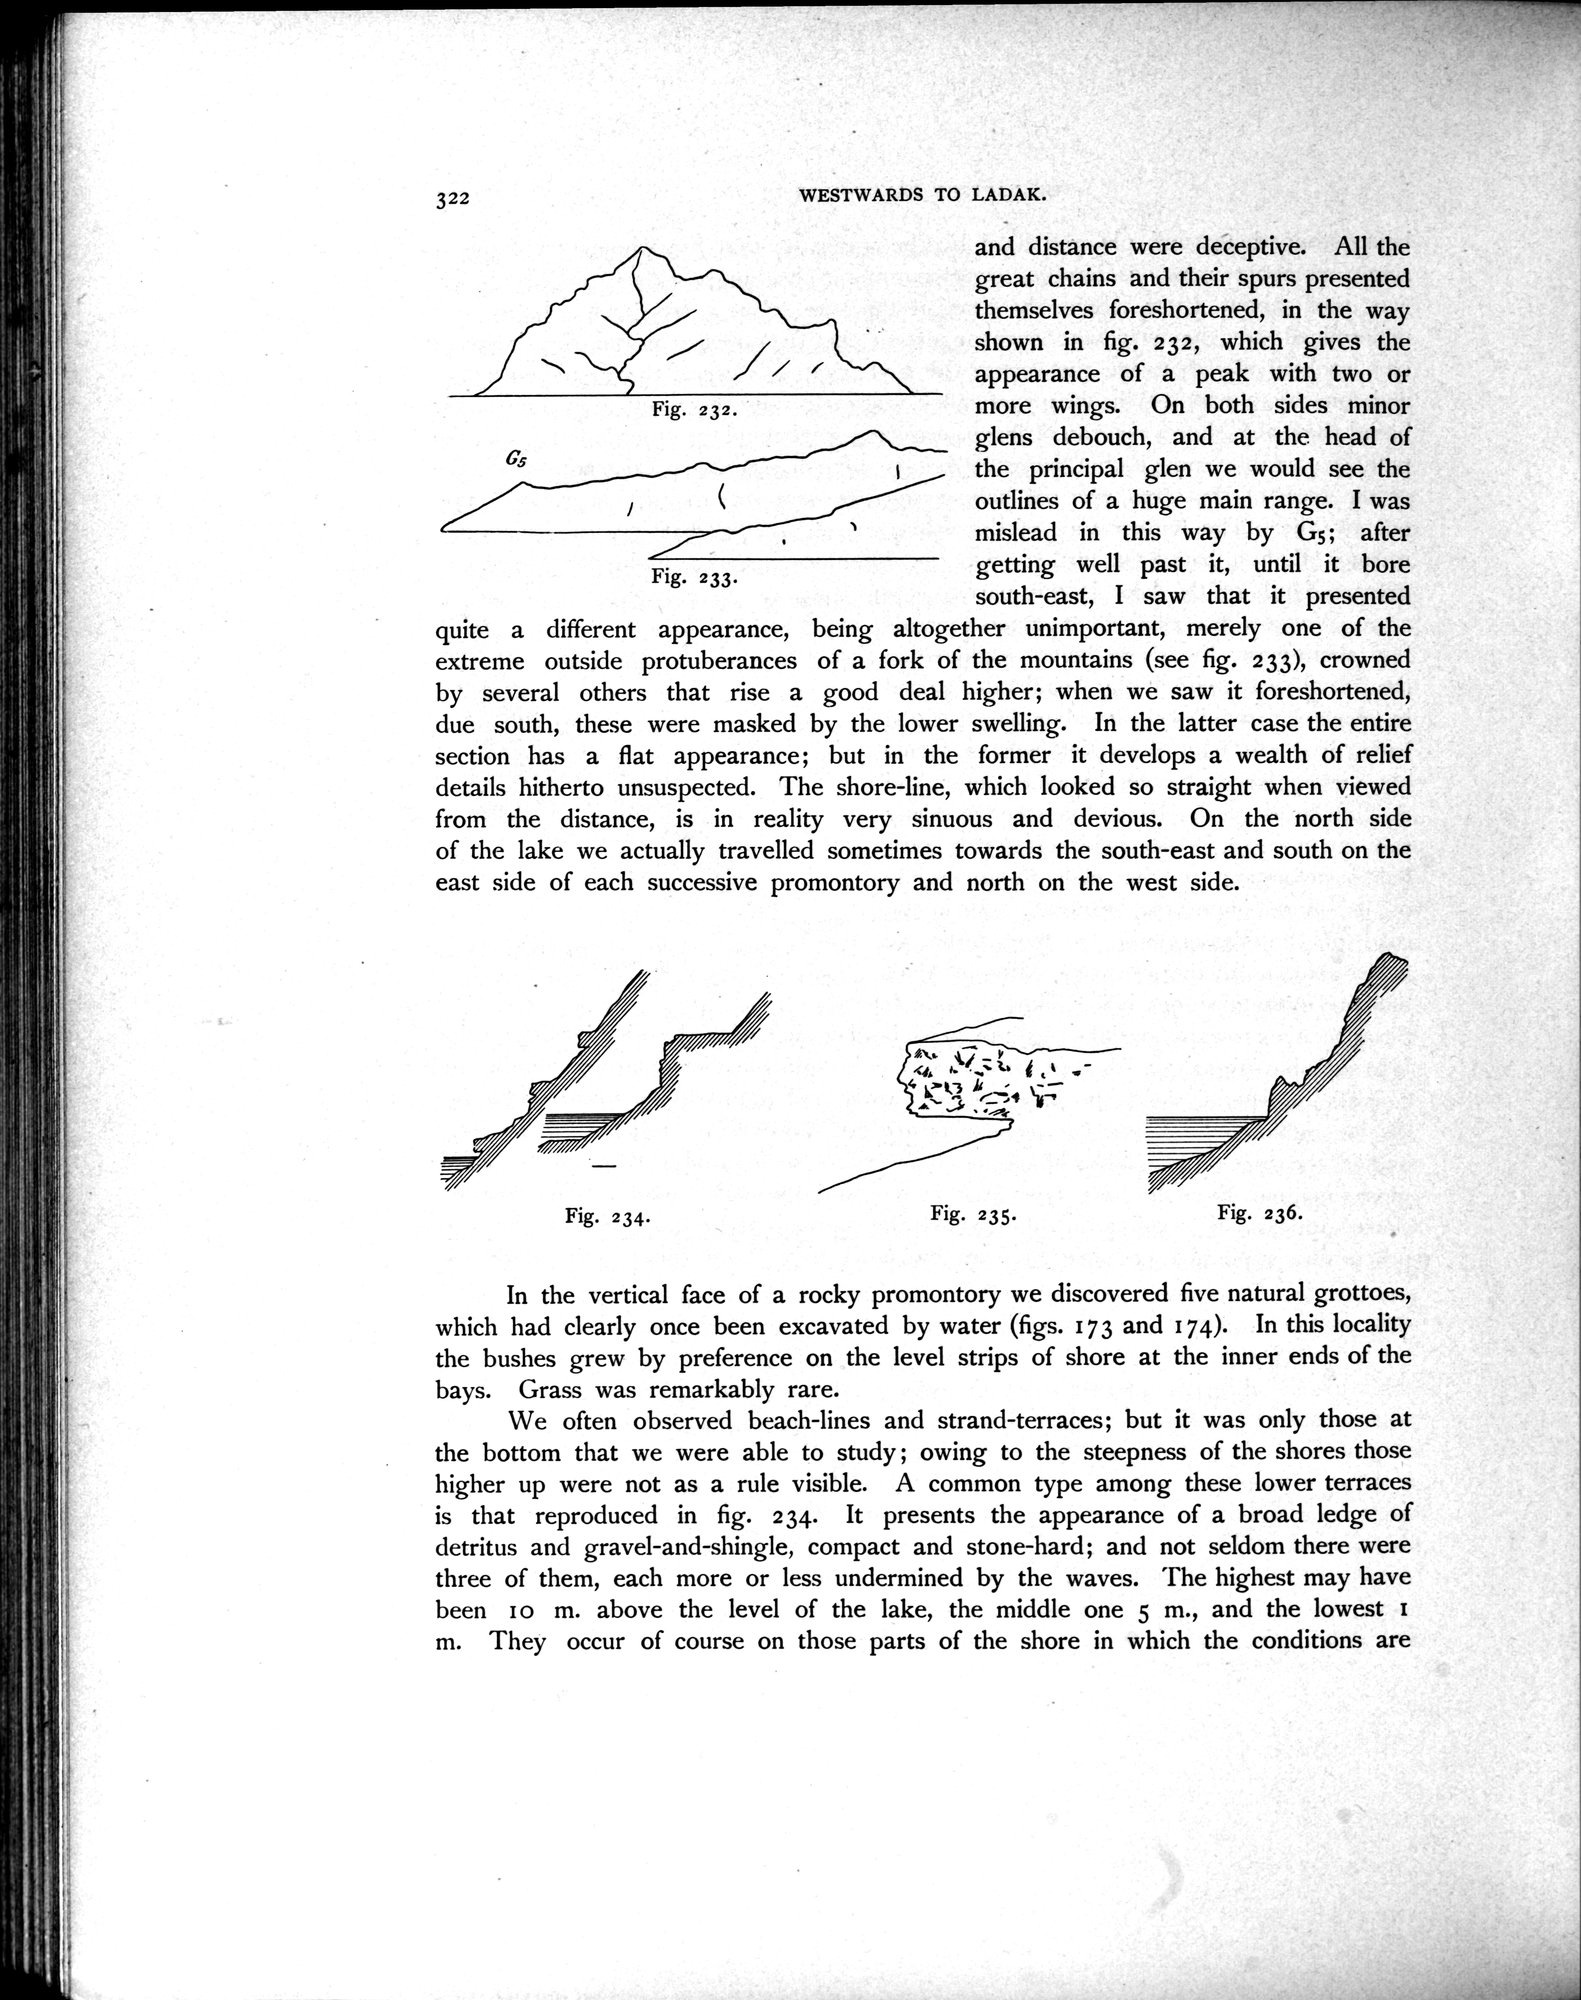 322
WESTWARDS TO LADAK.
and distance were deceptive. All the
great chains and their spurs presented
themselves foreshortened, in the way
shown in fig. 232, which gives the
appearance of a peak with two or
more wings. On both sides minor
glens debouch, and at the head of
the principal glen we would see the
outlines of a huge main range. I was
mislead in this way by G5; after
getting well past it, until it bore
south-east, I saw that it presented
Fig. 232.
G5
Fig. 233.
quite a different appearance, being altogether unimportant, merely one of the
extreme outside protuberances of a fork of the mountains (see fig. 233), crowned
by several others that rise a good deal higher; when we saw it foreshortened,
due south, these were masked by the lower swelling. In the latter case the entire
section has a flat appearance; but in the former it develops a wealth of relief
details hitherto unsuspected. The shore-line, which looked so straight when viewed
from the distance, is in reality very sinuous and devious. On the north side
of the lake we actually travelled sometimes towards the south-east and south on the
east side of each successive promontory and north on the west side.
Fig. 234.
Fig. 235.
Fig. 236.
In the vertical face of a rocky promontory we discovered five natural grottoes,
which had clearly once been excavated by water (figs. 173 and 174). In this locality
the bushes grew by preference on the level strips of shore at the inner ends of the
bays. Grass was remarkably rare.
We often observed beach-lines and strand-terraces; but it was only those at
the bottom that we were able to study; owing to the steepness of the shores those
higher up were not as a rule visible. A common type among these lower terraces
is that reproduced in fig. 234. It presents the appearance of a broad ledge of
detritus and gravel-and-shingle, compact and stone-hard; and not seldom there were
three of them, each more or less undermined by the waves. The highest may have
been 10 m. above the level of the lake, the middle one 5 m., and the lowest 1
m. They occur of course on those parts of the shore in which the conditions are